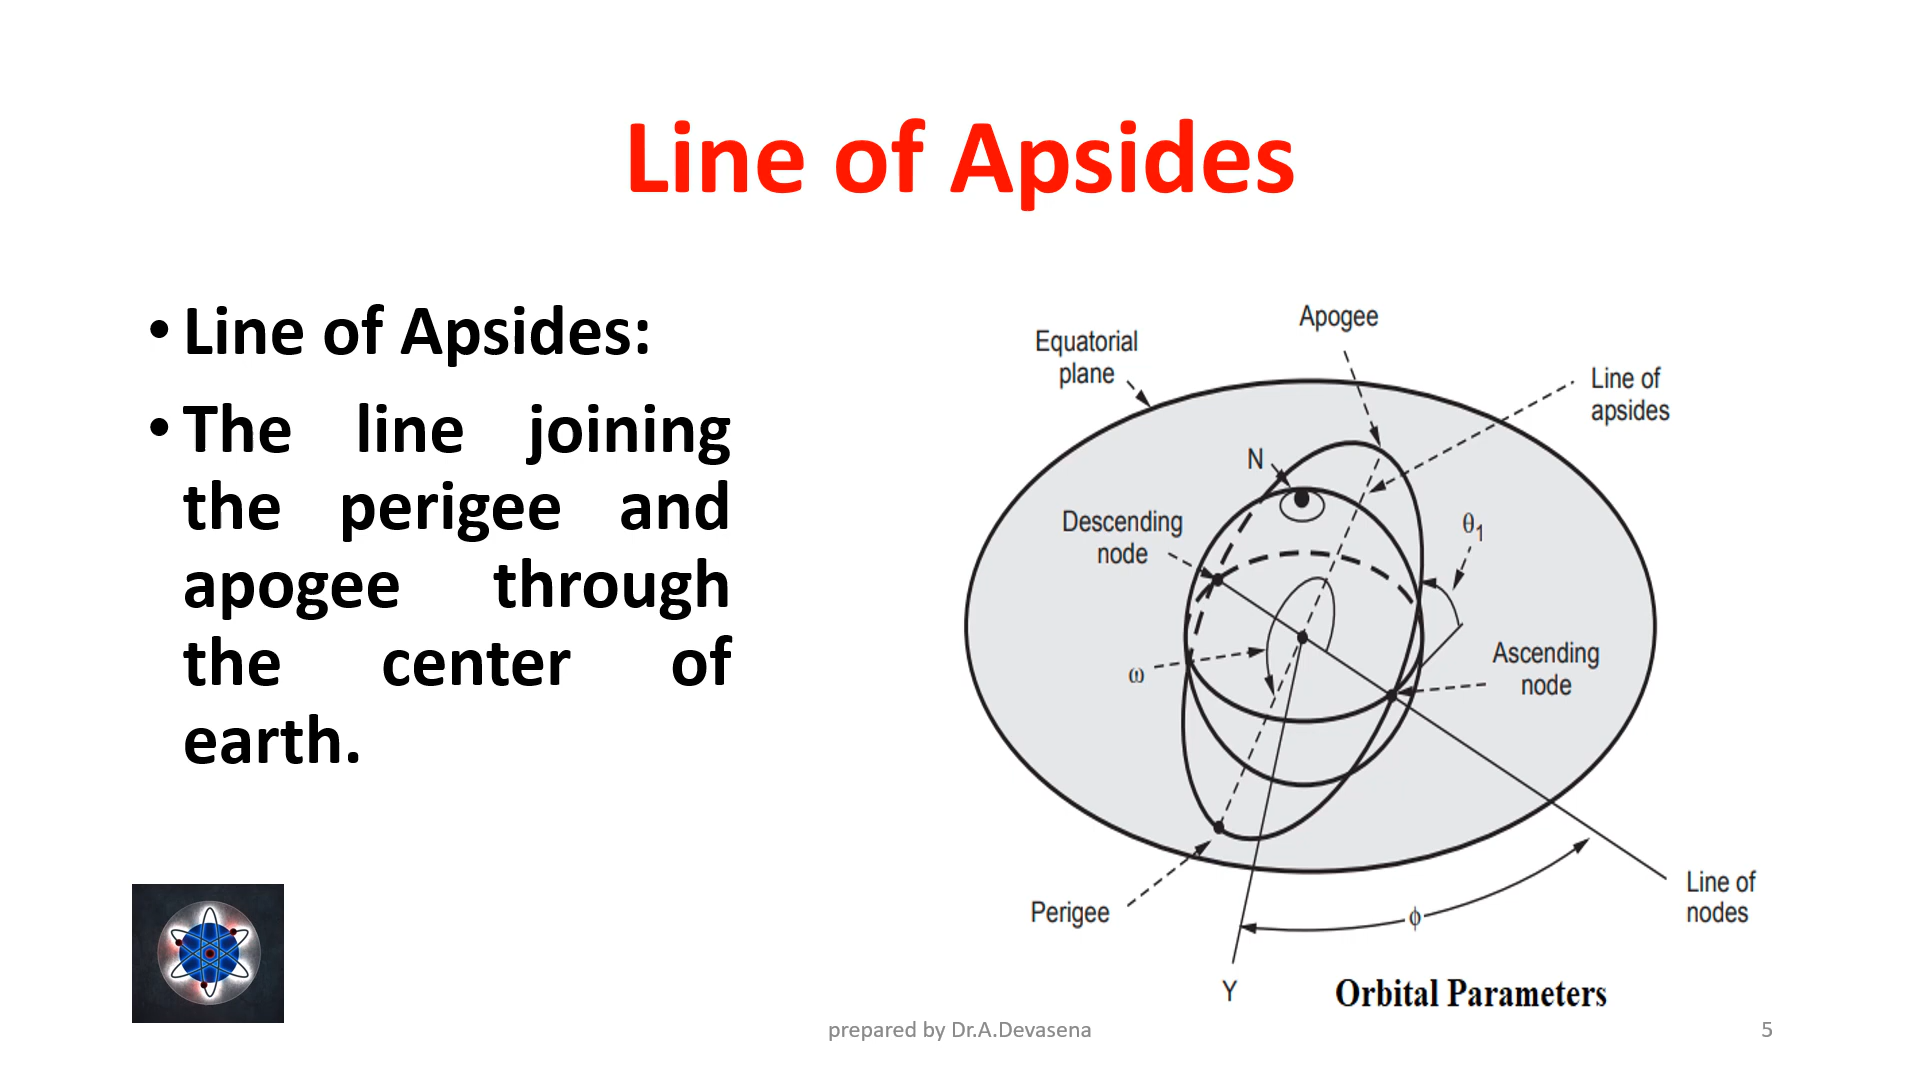 Line of Apsides
• Line of Apsides:
• The line joining
the perigee and
apogee through
the center of
earth.
Apogee
Equatorial
plane
Line of
apsides
N
Descending
node
θ1
Ascending
node
ω
Perigee
Line of
nodes
ϕ
Y
Orbital Parameters
prepared by Dr.A.Devasena
5